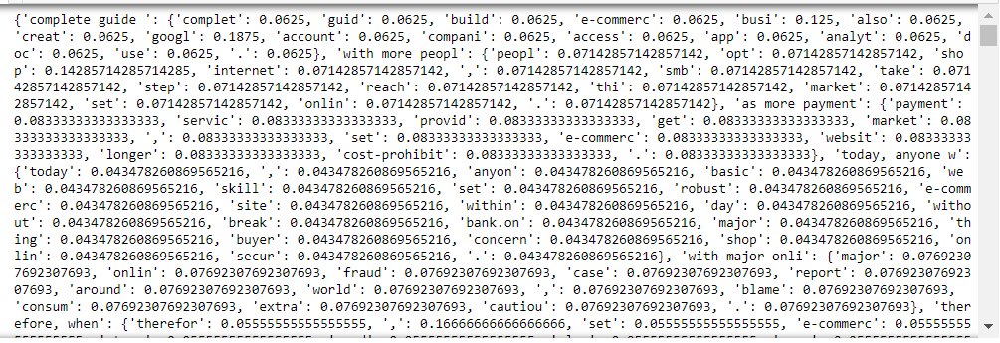 {'complete guide ': {'complet': 0.0625, 'guid': 0.0625, 'build': 0.0625, 'e-commerc': 0.0625, 'busi': 0.125, 'also': 0.0625,
'creat': 0.0625, 'googl': 0.1875, 'account': 0.0625, 'compani': 0.0625, 'access': 0.0625, 'app': 0.0625, 'analyt': 0.0625, 'd
oc': 0.0625, 'use': 0.0625, '.': 0.0625}, 'with more peopl': {'peopl': 0.07142857142857142, 'opt': 0.07142857142857142, 'sho
p': 0.14285714285714285, 'internet': 0.07142857142857142, ',': 0.07142857142857142, 'smb': 0.07142857142857142, 'take': 0.071
42857142857142, 'step': 0.07142857142857142, 'reach': 0.07142857142857142, 'thi': 0.07142857142857142, 'market': 0.0714285714
2857142, 'set': 0.07142857142857142, 'onlin': 0.07142857142857142, '.': 0.07142857142857142}, 'as more payment': {'payment':
0.08333333333333333, 'servic': 0.08333333333333333, 'provid': 0.08333333333333333, 'get': 0.08333333333333333, 'market': 0.08
333333333333333, ',': 0.08333333333333333, 'set': 0.08333333333333333, 'e-commerc': 0.08333333333333333, 'websit': 0.083333333
33333333, 'longer': 0.08333333333333333, 'cost-prohibit': 0.08333333333333333, '.': 0.08333333333333333}, 'today, anyone w':
{'today': 0.043478260869565216, ',': 0.043478260869565216, 'anyon': 0.043478260869565216, 'basic': 0.043478260869565216, 'we
b': 0.043478260869565216, 'skill': 0.043478260869565216, 'set': 0.043478260869565216, 'robust': 0.043478260869565216, 'e-comm
erc': 0.043478260869565216, 'site': 0.043478260869565216, 'within': 0.043478260869565216, 'day': 0.043478260869565216, 'witho
ut': 0.043478260869565216, 'break': 0.043478260869565216, 'bank.on': 0.043478260869565216, 'major': 0.043478260869565216, 'th
ing': 0.043478260869565216, 'buyer': 0.043478260869565216, 'concern': 0.043478260869565216, 'shop': 0.043478260869565216, 'on
lin': 0.043478260869565216, 'secur': 0.043478260869565216, '.': 0.043478260869565216}, 'with major onli': {'major': 0.0769230
7692307693, 'onlin': 0.07692307692307693, 'fraud': 0.07692307692307693, 'case': 0.07692307692307693, 'report': 0.076923076923
07693, 'around': 0.07692307692307693, 'world': 0.07692307692307693, ',': 0.07692307692307693, 'blame': 0.07692307692307693,
'consum': 0.07692307692307693, 'extra': 0.07692307692307693, 'cautiou': 0.07692307692307693, '.': 0.07692307692307693}, 'ther
efore, when': {'therefor': 0.05555555555555555, ',': 0.16666666666666666, 'set': 0.05555555555555555, 'e-commerc': 0.05555555